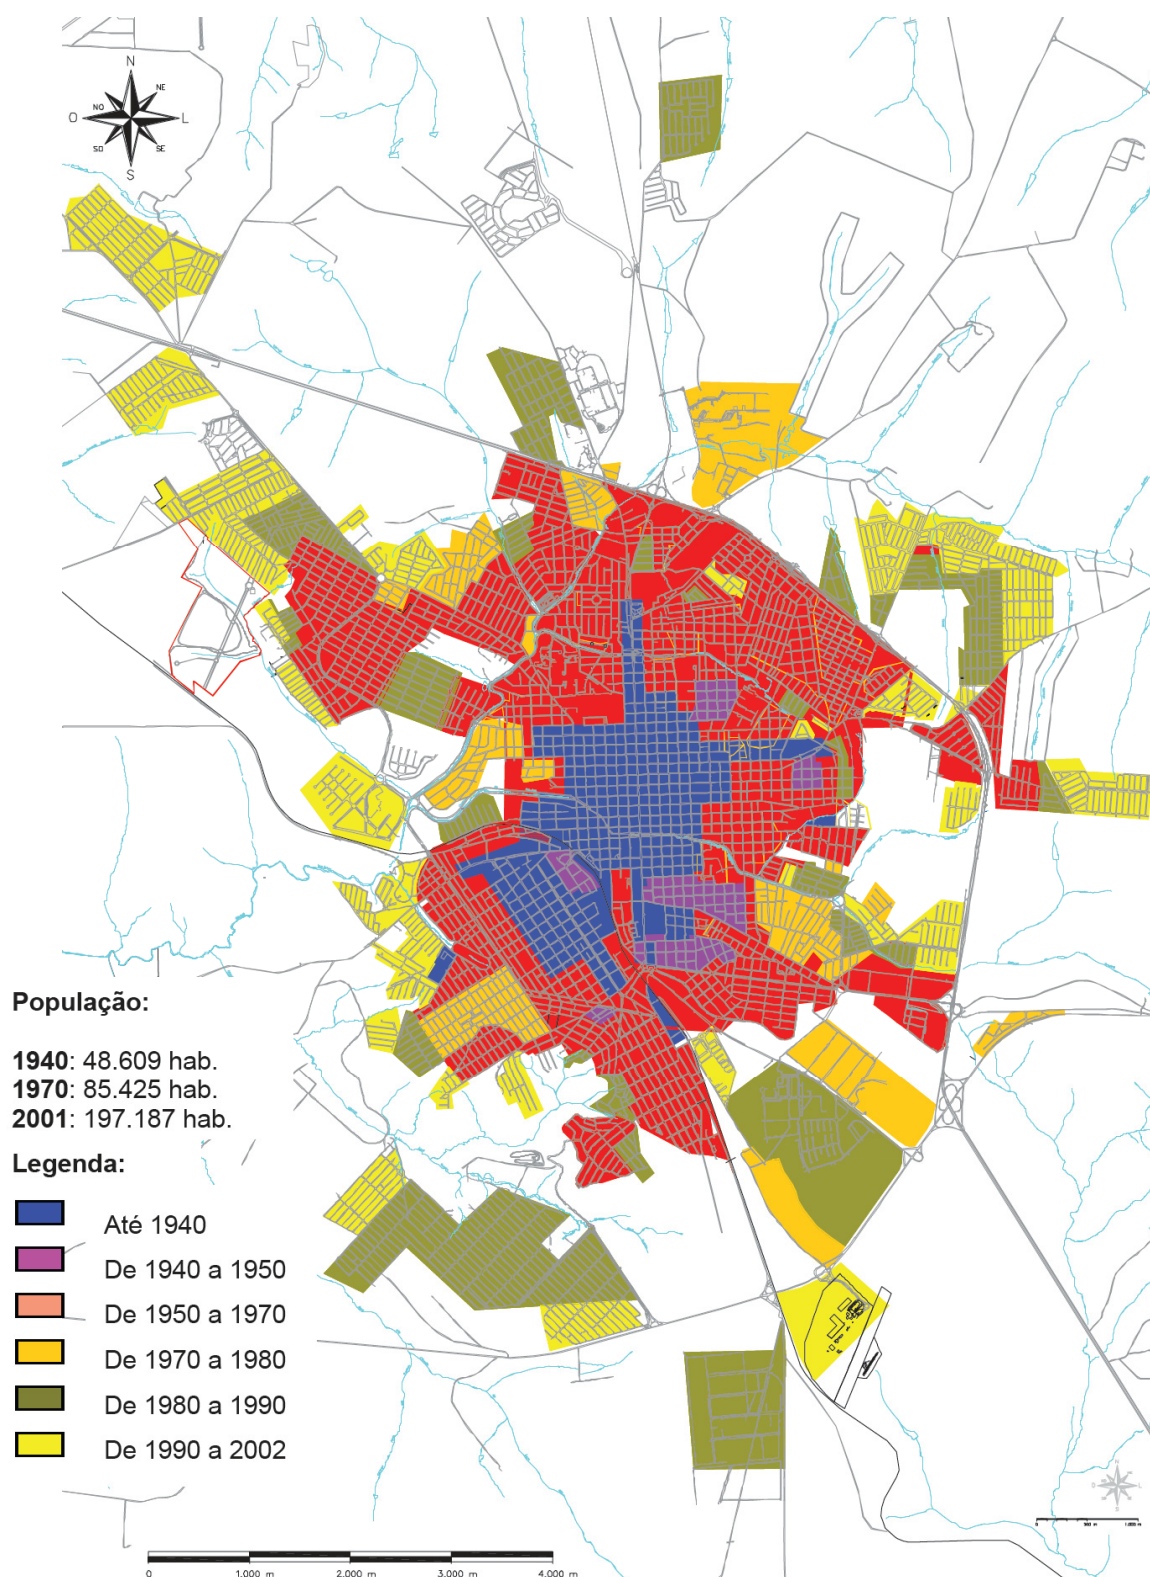 N
NO
NE
O
L
SO
SE
S
População:
1940: 48.609 hab.
1970: 85.425 hab.
2001: 197.187 hab.
Legenda:
Até 1940
De 1940 a 1950
De 1950 a 1970
De 1970 a 1980
De 1980 a 1990
De 1990 a 2002
0 1.000 m 2.000 m 3.000 m 4.000 m